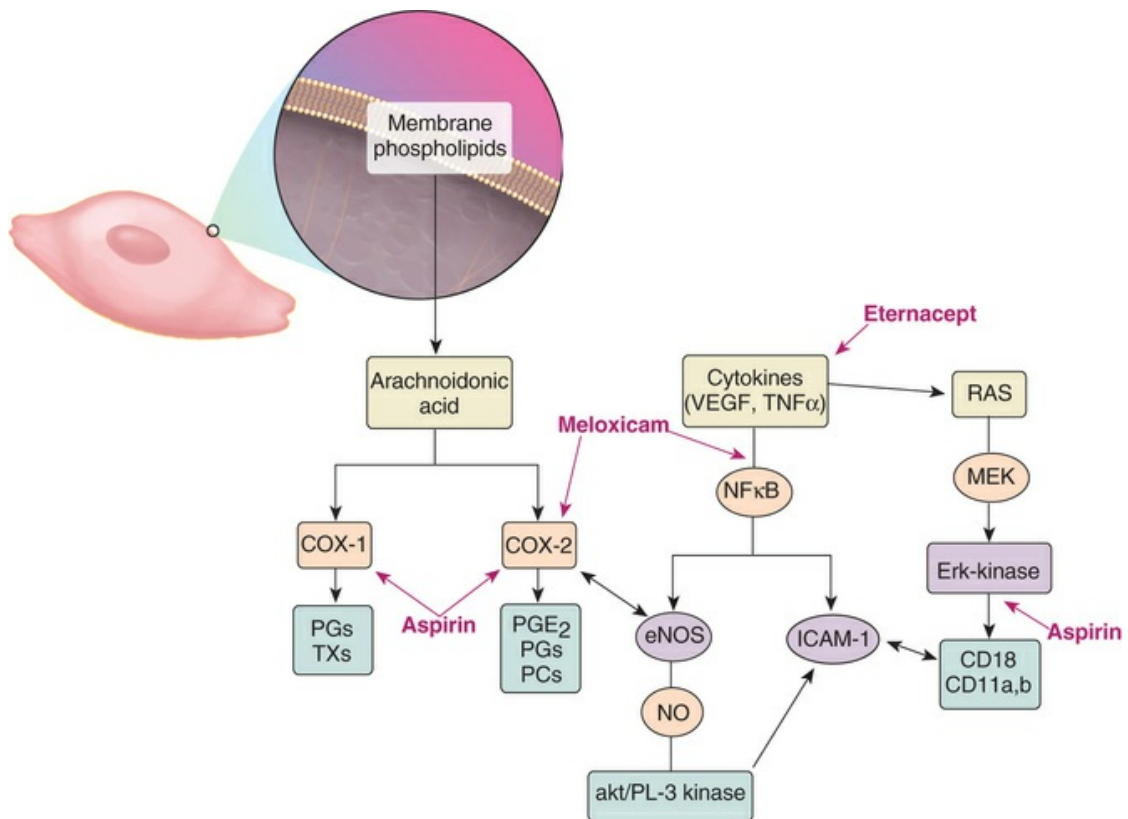 Membrane
phospholipids
Eternacept
Arachnoidonic
acid
Cytokines
(VEGF, TNFα)
RAS
Meloxicam
NFκB
MEK
COX-1
COX-2
Erk-kinase
Aspirin
PGs
TXs
PGE₂
PGs
PCs
eNOS
ICAM-1
Aspirin
CD18
CD11a,b
NO
akt/PL-3 kinase